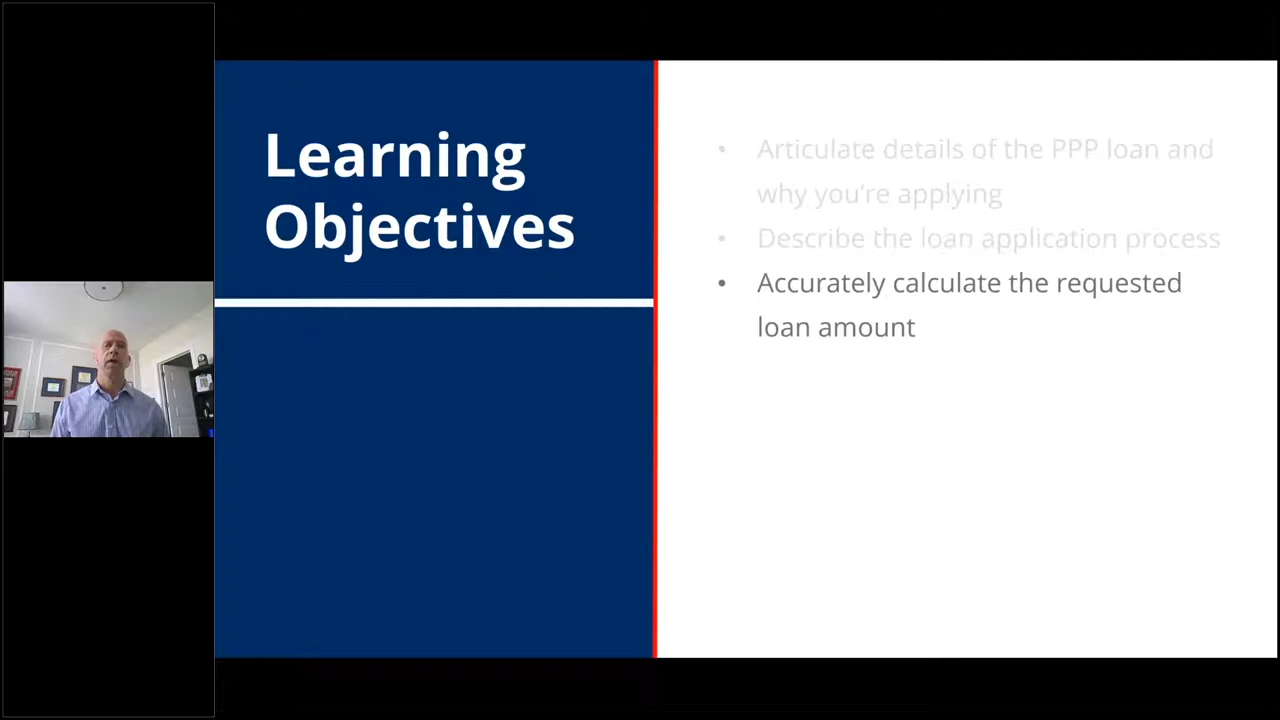 Learning
Objectives
• Articulate details of the PPP loan and
why you're applying
• Describe the loan application process
• Accurately calculate the requested
loan amount